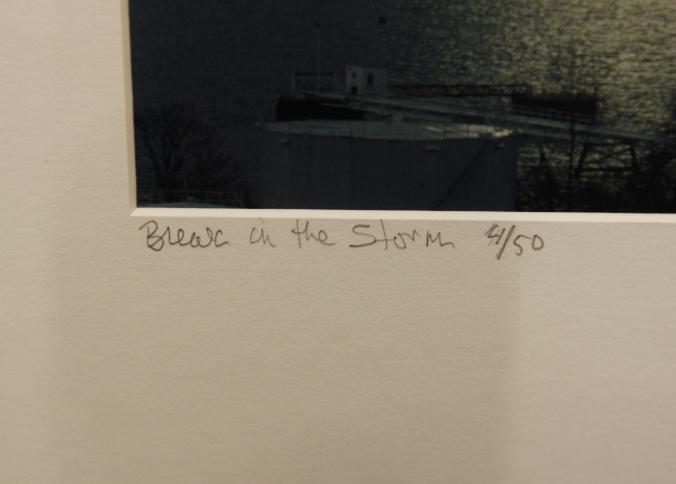 Break in the Storm 4/50